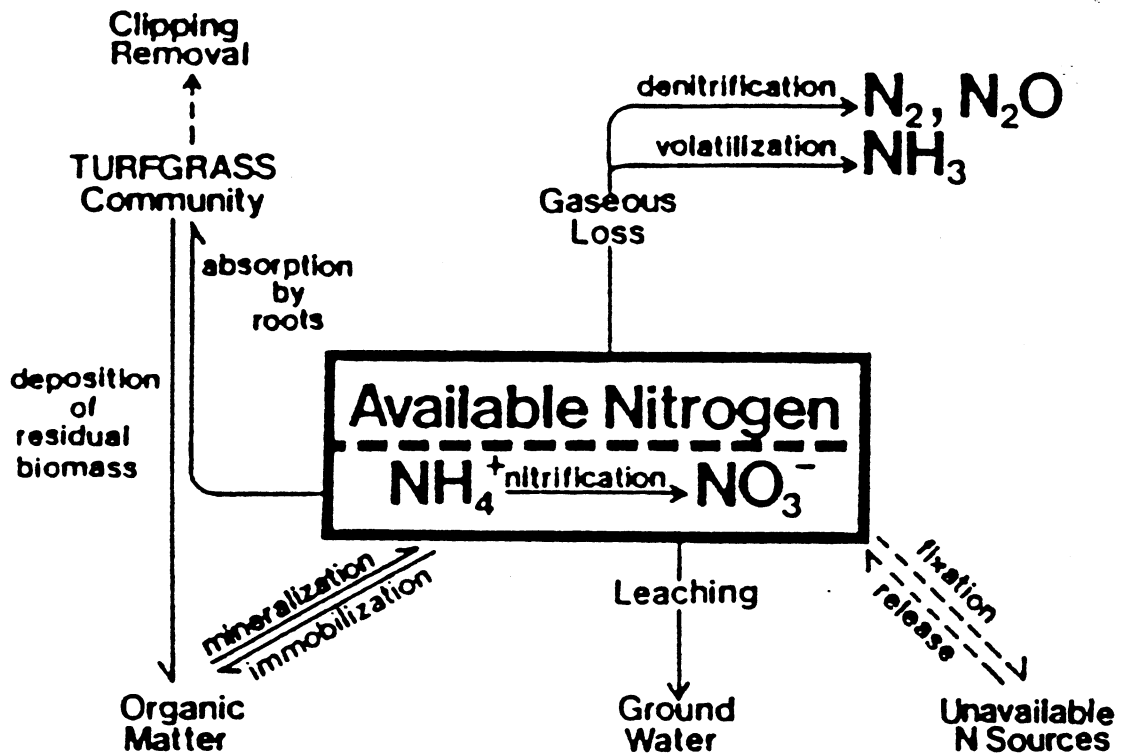 Clipping
Removal
TURFGRASS
Community
absorption
by
roots
deposition
of
residual
biomass
denitrification
N₂, N₂O
volatilization
NH₃
Gaseous
Loss
Available Nitrogen
NH₄⁺ nitrification NO₃⁻
mineralization
immobilization
Leaching
fixation
release
Organic
Matter
Ground
Water
Unavailable
N Sources